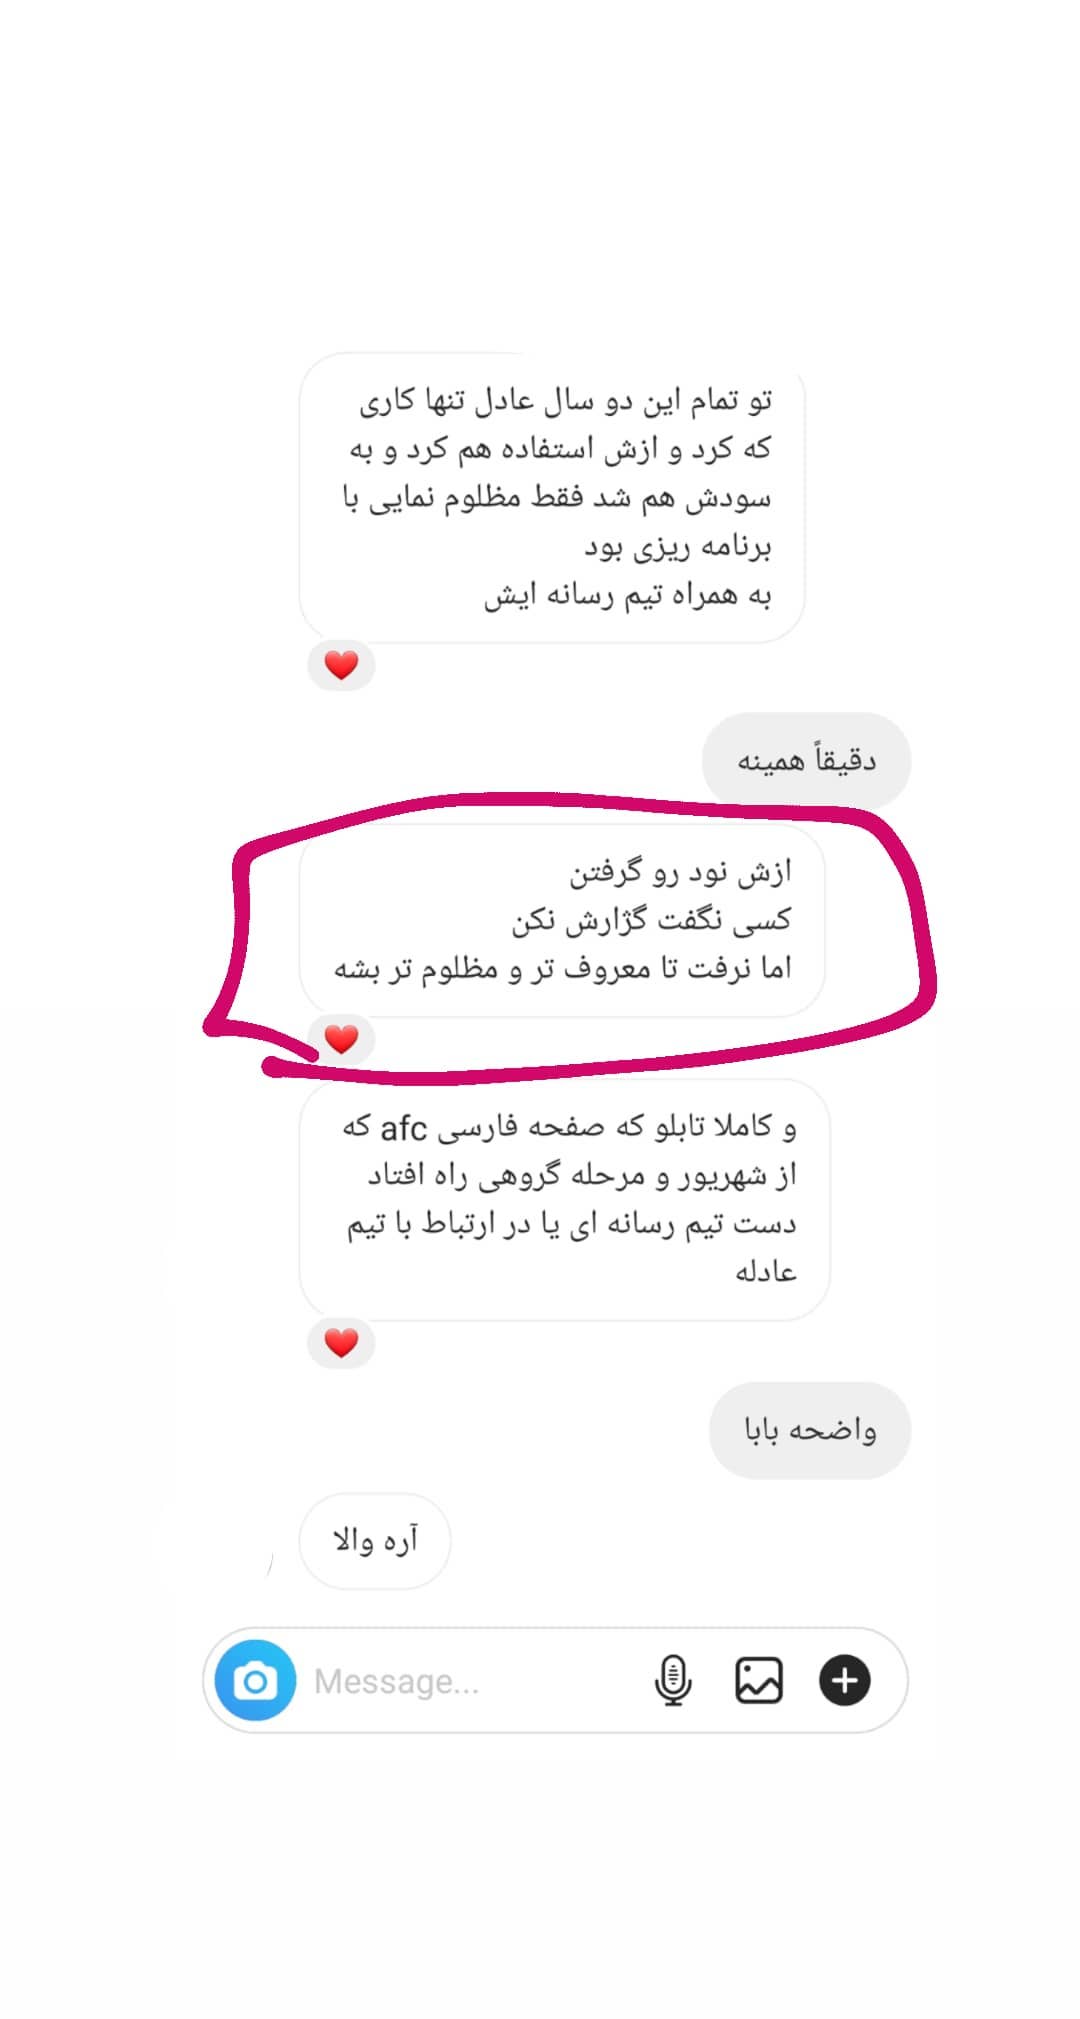 تو تمام این دو سال عادل تنها کاری
که کرد و ازش استفاده هم کرد و به
سودش هم شد فقط مظلوم نمایی با
برنامه ریزی بود
به همراه تیم رسانه ایش
دقیقاً همینه
ازش نود رو گرفتن
کسی نگفت گژارش نکن
اما نرفت تا معروف تر و مظلوم تر بشه
و کاملا تابلو که صفحه فارسی afc که
از شهریور و مرحله گروهی راه افتاد
دست تیم رسانه ای یا در ارتباط با تیم
عادله
واضحه بابا
آره والا
Message...